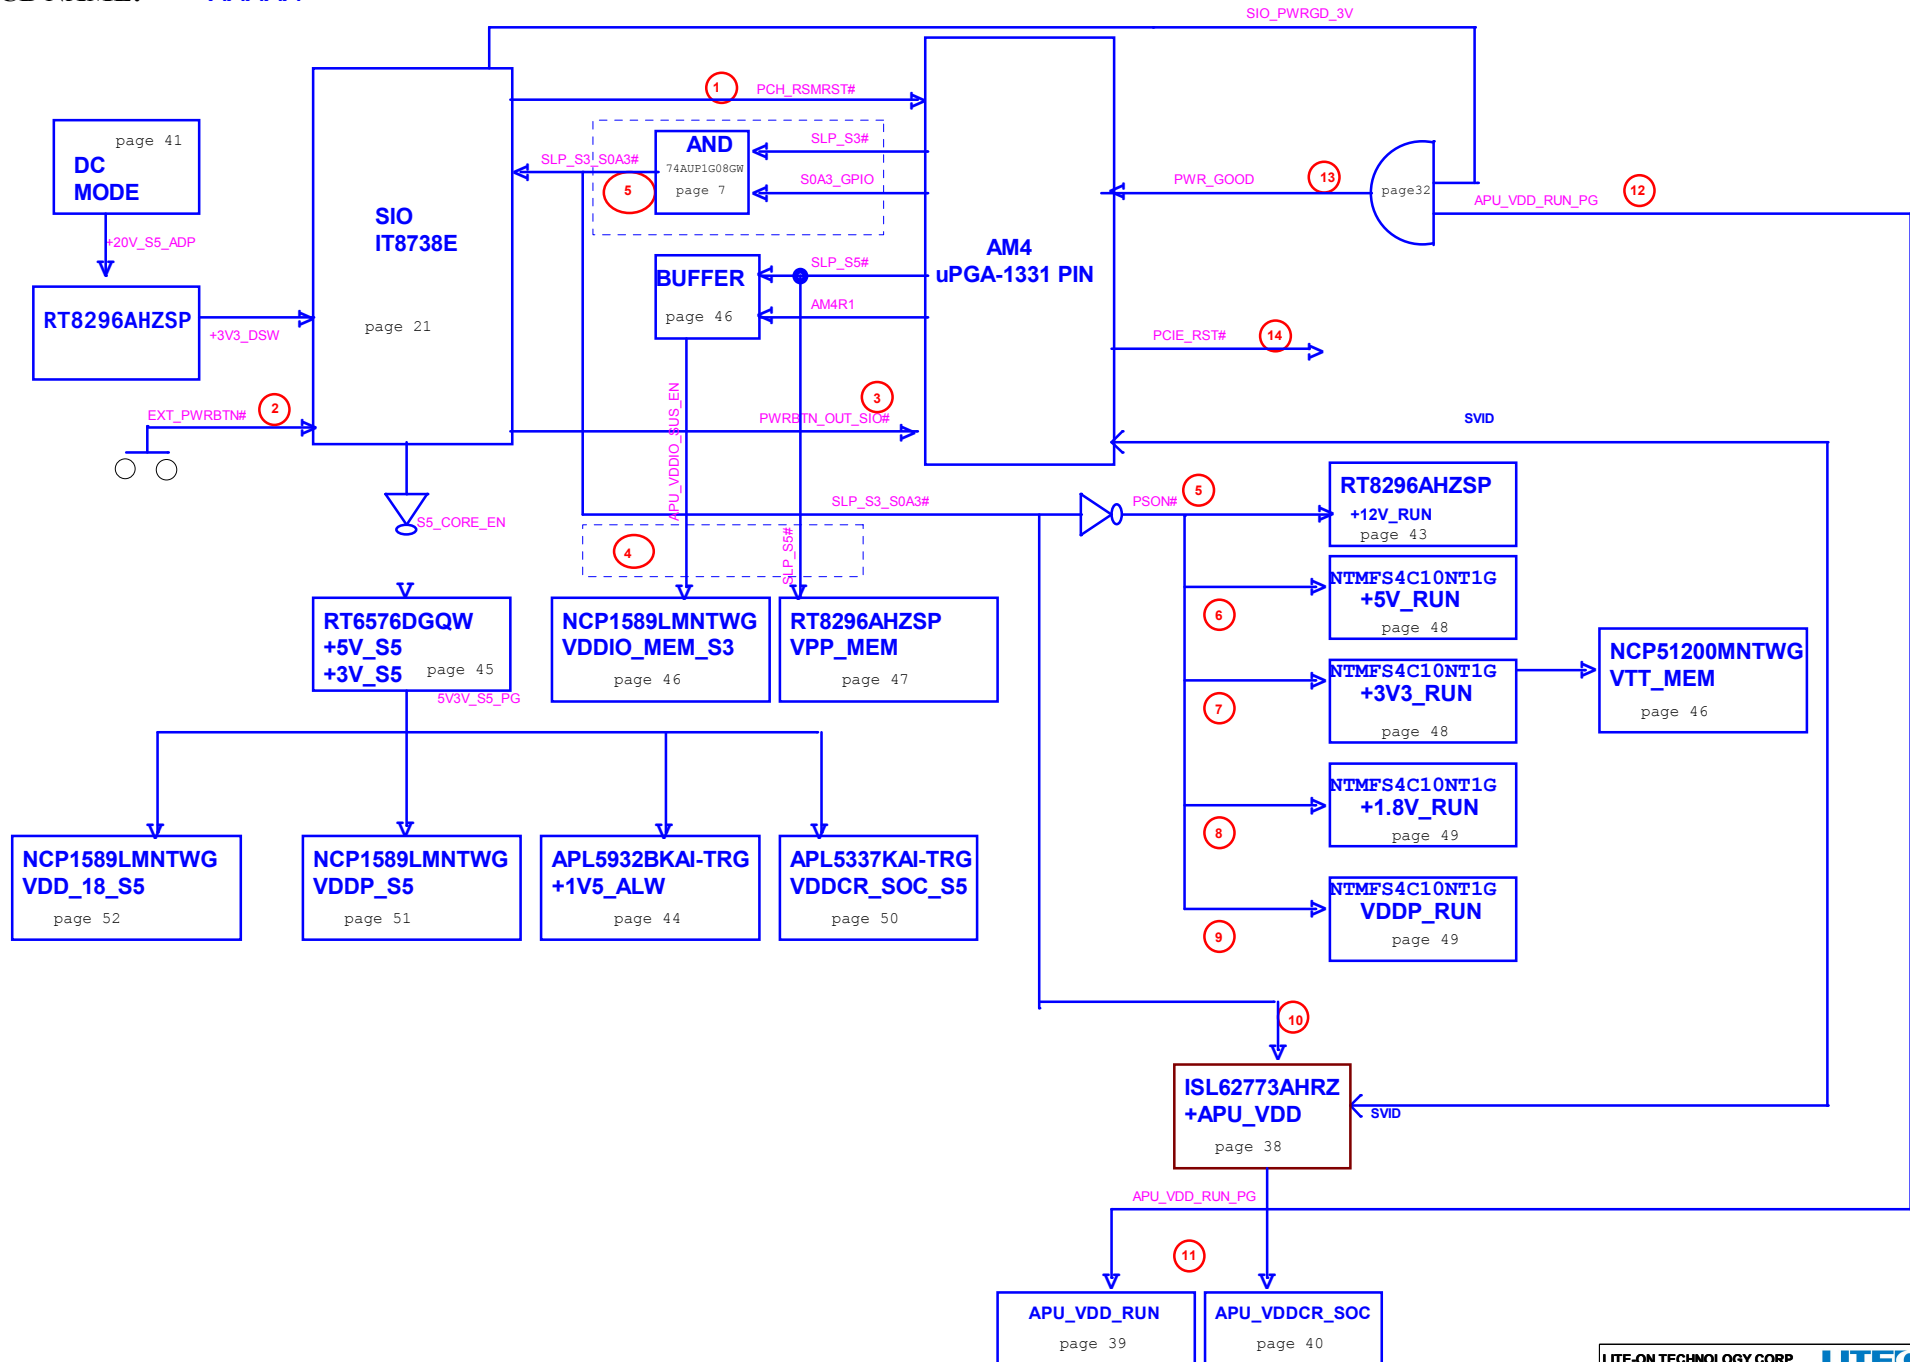 SIO_PWRGD_3V
1
PCH_RSMRST#
page 41
DC
MODE
+20V_S5_ADP
RT8296AHZSP
+3V3_DSW
EXT_PWRBTN#
2
SIO
IT8738E
page 21
SLP_S3_S0A3#
5
AND
74AUP1G08GW
page 7
SLP_S3#
S0A3_GPIO
BUFFER
page 46
SLP_S5#
AM4R1
AM4
uPGA-1331 PIN
PWR_GOOD
13
page32
APU_VDD_RUN_PG
12
PCIE_RST#
14
3
PWRBTN_OUT_SIO#
APU_VDDIO_SUS_EN
SLP_S5#
SVID
S5_CORE_EN
4
SLP_S3_S0A3#
PSON#
5
RT8296AHZSP
+12V_RUN
page 43
6
NTMFS4C10NT1G
+5V_RUN
page 48
7
NTMFS4C10NT1G
+3V3_RUN
page 48
NCP51200MNTWG
VTT_MEM
page 46
8
NTMFS4C10NT1G
+1.8V_RUN
page 49
9
NTMFS4C10NT1G
VDDP_RUN
page 49
RT6576DGQW
+5V_S5
+3V_S5
page 45
5V3V_S5_PG
NCP1589LMNTWG
VDDIO_MEM_S3
page 46
RT8296AHZSP
VPP_MEM
page 47
NCP1589LMNTWG
VDD_18_S5
page 52
NCP1589LMNTWG
VDDP_S5
page 51
APL5932BKAI-TRG
+1V5_ALW
page 44
APL5337KAI-TRG
VDDCR_SOC_S5
page 50
10
ISL62773AHRZ
+APU_VDD
page 38
SVID
APU_VDD_RUN_PG
11
APU_VDD_RUN
page 39
APU_VDDCR_SOC
page 40
LITE-ON TECHNOLOGY CORP